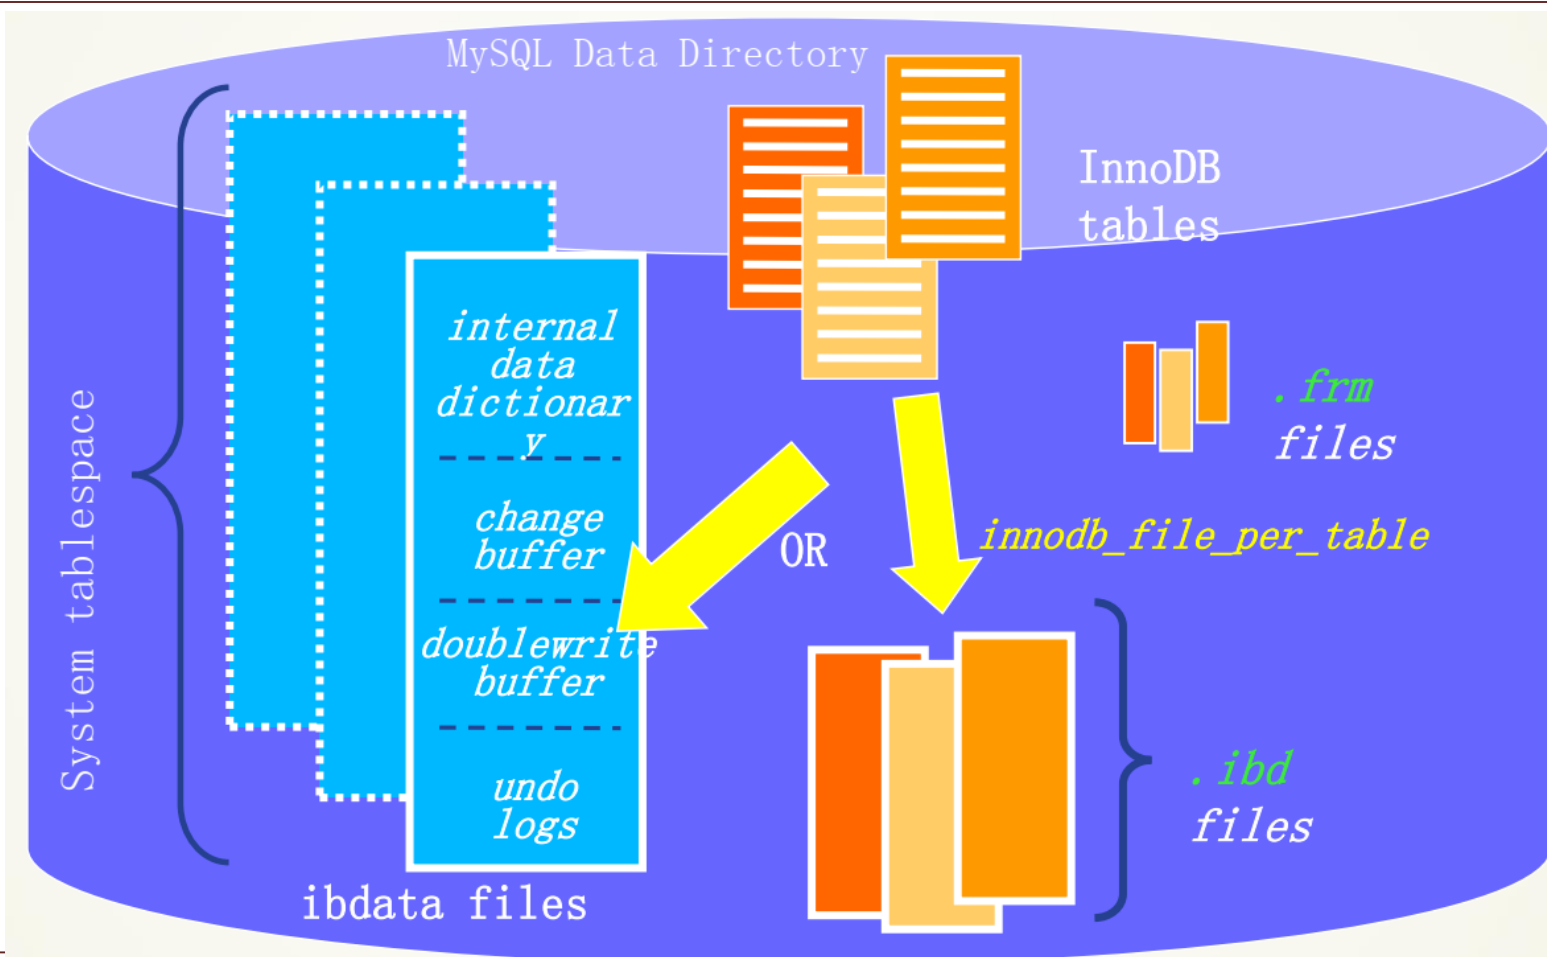 MySQL Data Directory
InnoDB
tables
System tablespace
internal
data
dictionar
y
change
buffer
doublewrite
buffer
undo
logs
ibdata files
OR
.frm
files
innodb_file_per_table
.ibd
files